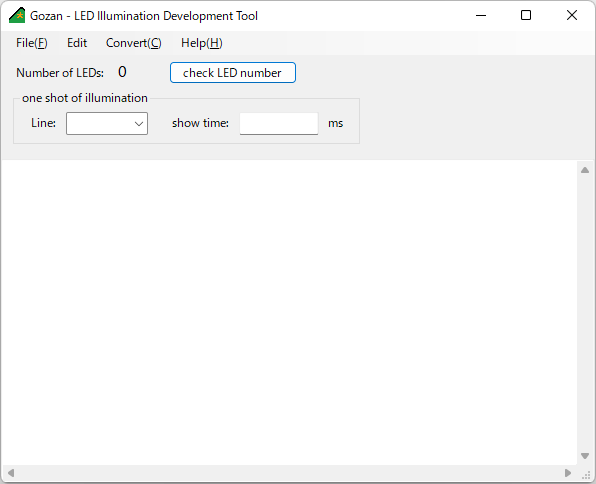 Gozan - LED Illumination Development Tool
File(F) Edit Convert(C) Help(H)
Number of LEDs: 0 check LED number
one shot of illumination
Line: show time: ms